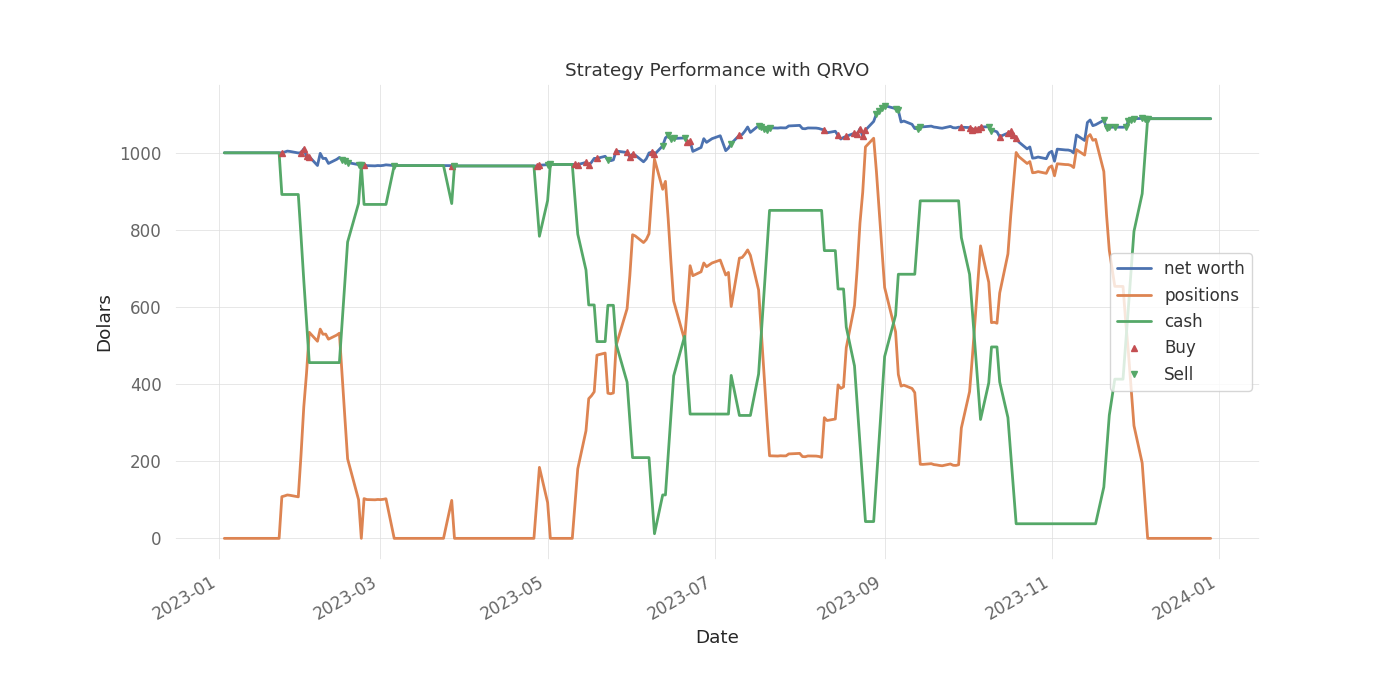 Strategy Performance with QRVO
Dolars
1000
800
600
400
200
0
net worth
positions
cash
Buy
Sell
2023-01
2023-03
2023-05
2023-07
2023-09
2023-11
2024-01
Date